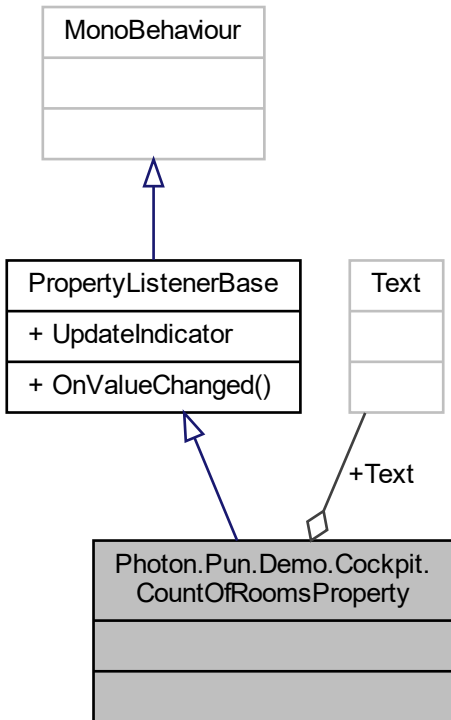 MonoBehaviour
PropertyListenerBase
+ UpdateIndicator
+ OnValueChanged()
Text
+Text
Photon.Pun.Demo.Cockpit.
CountOfRoomsProperty